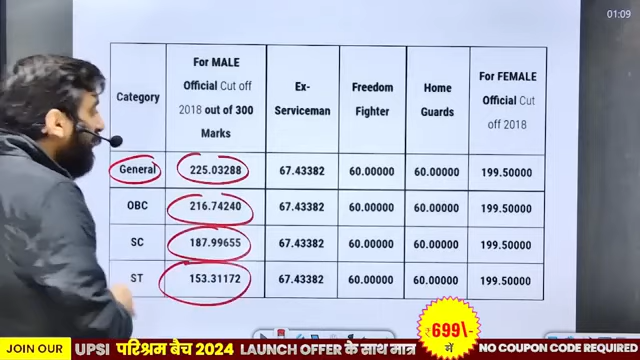 01:09
Category
For MALE
Official Cut off
2018 out of 300
Marks
Ex-
Serviceman
Freedom
Fighter
Home
Guards
For FEMALE
Official Cut
off 2018
General 225.03288 67.43382 60.00000 60.00000 199.50000
OBC 216.74240 67.43382 60.00000 60.00000 199.50000
SC 187.99655 67.43382 60.00000 60.00000 199.50000
ST 153.31172 67.43382 60.00000 60.00000 199.50000
JOIN OUR UPSI परिश्रम बैच 2024 LAUNCH OFFER के साथ मात्र ₹699/- में NO COUPON CODE REQUIRED